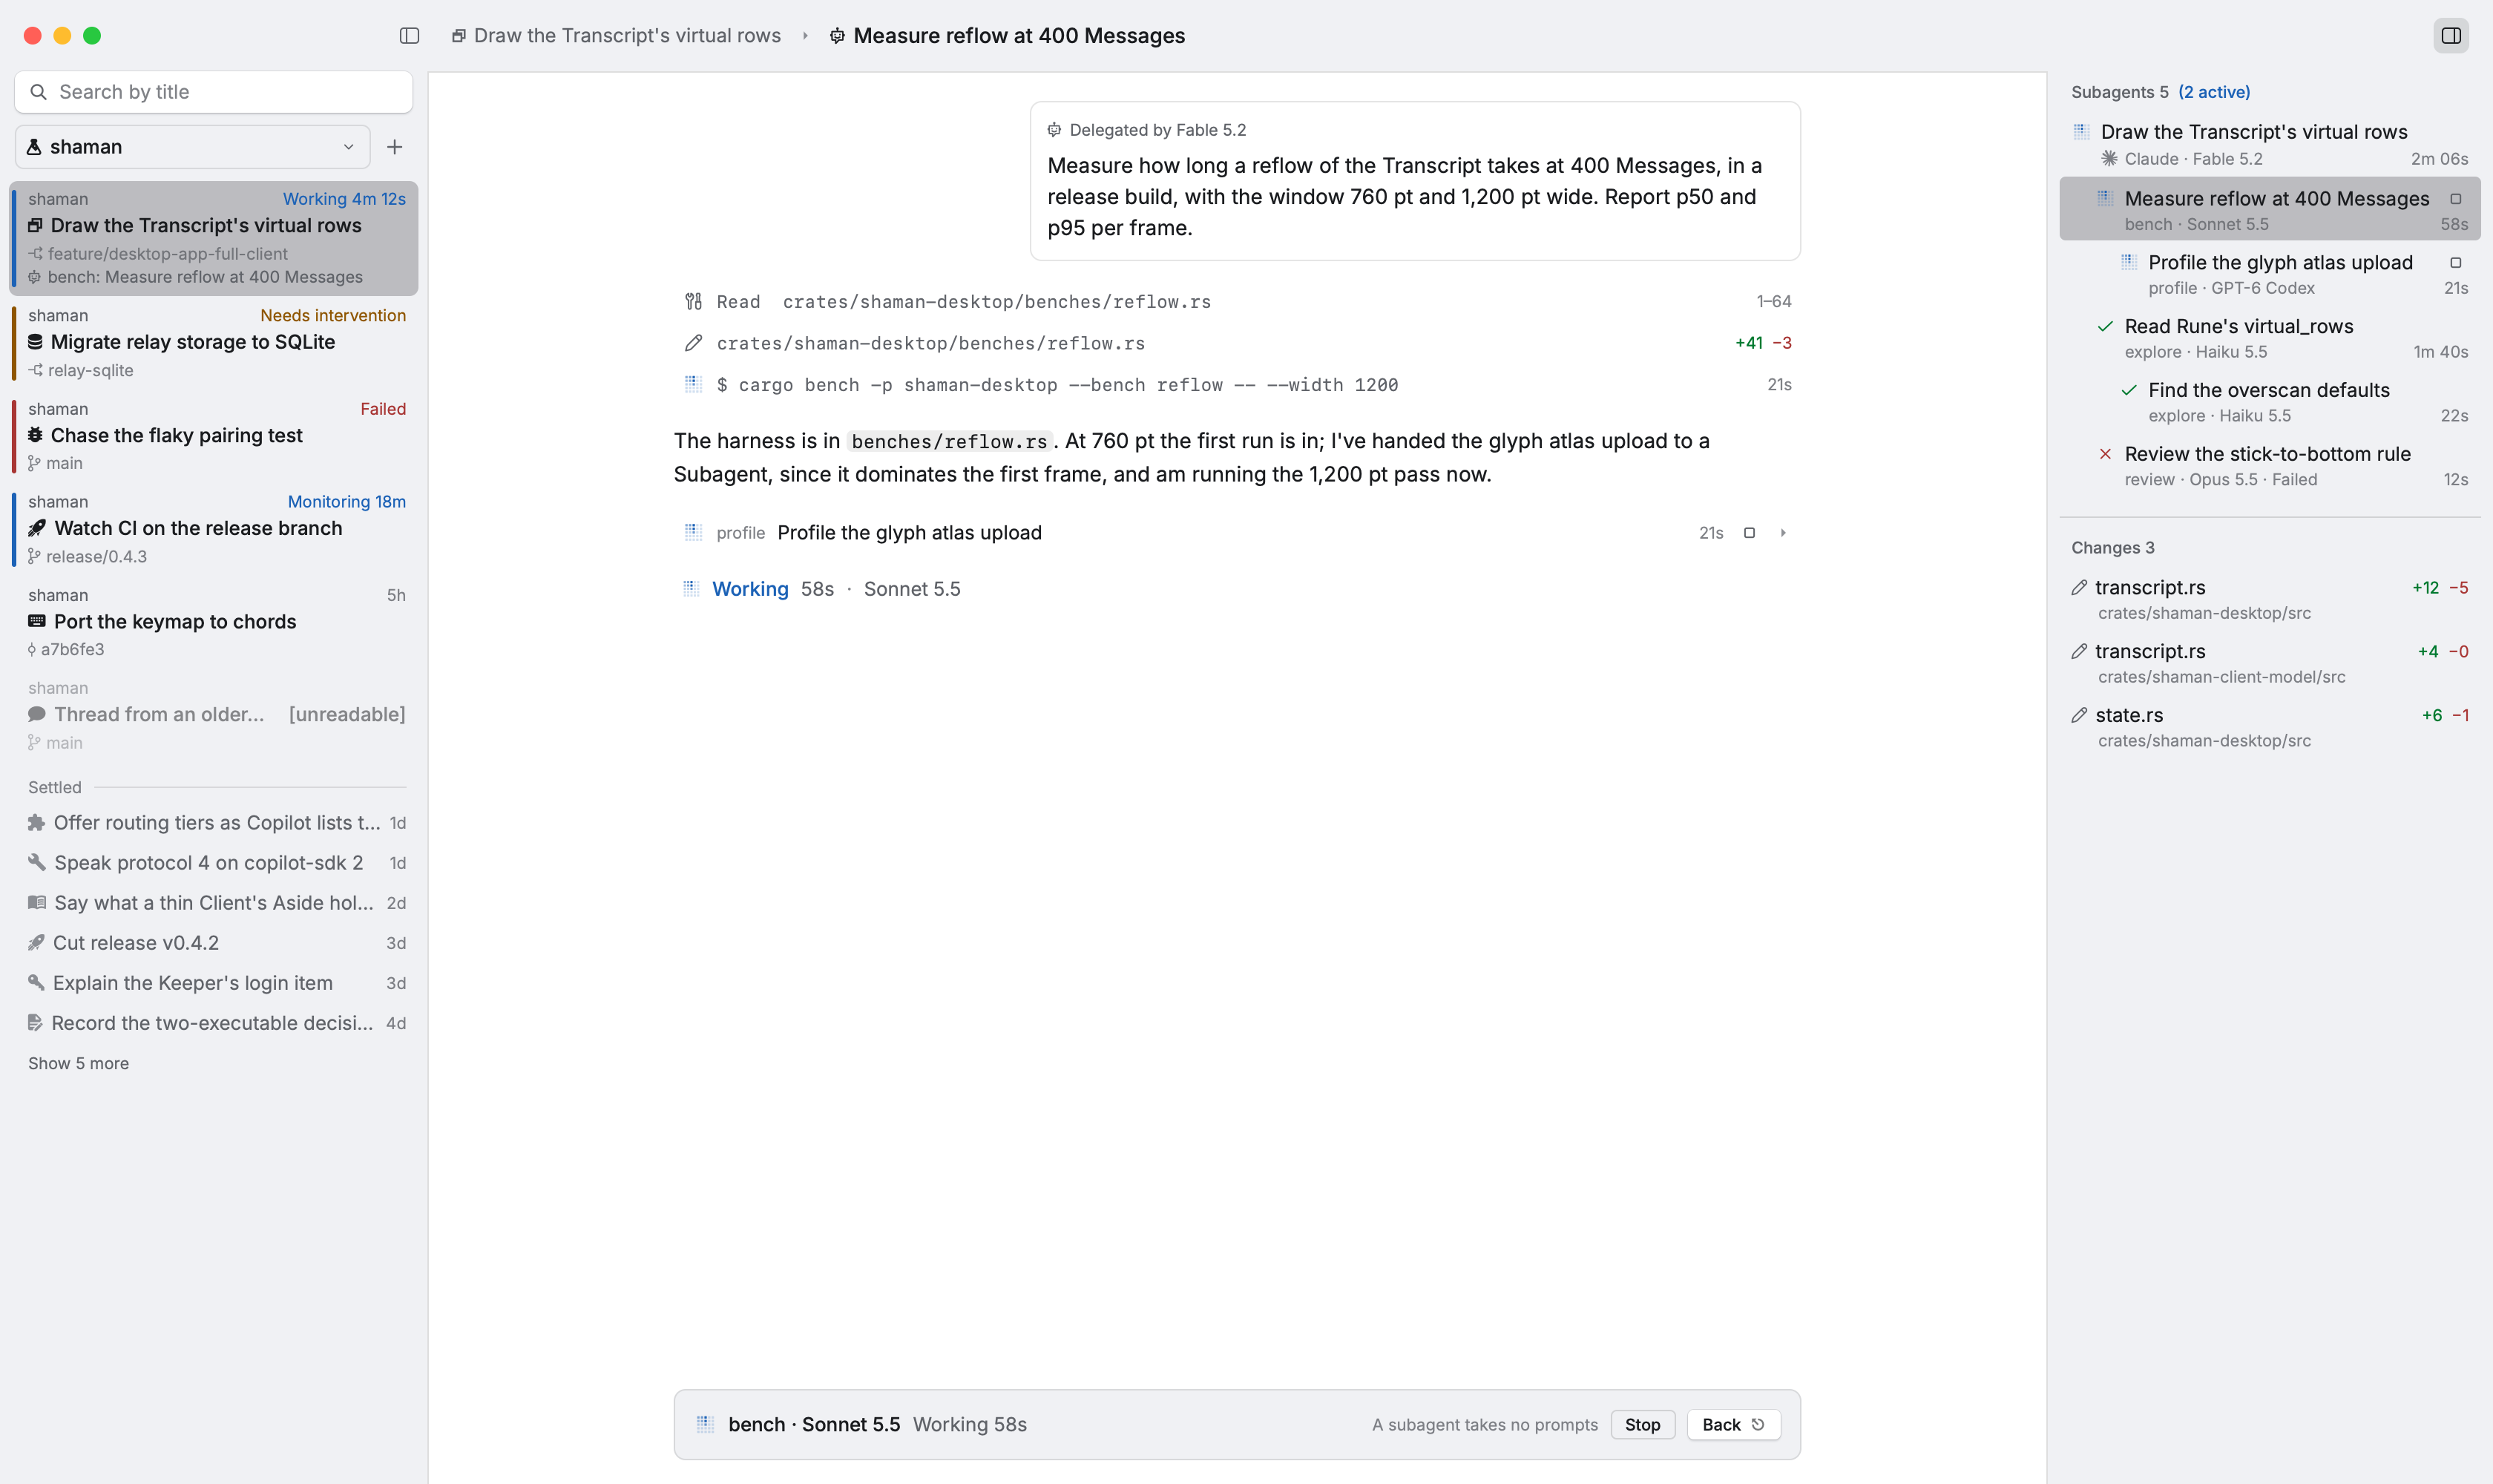 Draw the Transcript's virtual rows
Measure reflow at 400 Messages
Search by title
shaman
shaman Working 4m 12s
Draw the Transcript's virtual rows
feature/desktop-app-full-client
bench: Measure reflow at 400 Messages
shaman Needs intervention
Migrate relay storage to SQLite
relay-sqlite
shaman Failed
Chase the flaky pairing test
main
shaman Monitoring 18m
Watch CI on the release branch
release/0.4.3
shaman 5h
Port the keymap to chords
a7b6fe3
shaman
Thread from an older... [unreadable]
main
Settled
Offer routing tiers as Copilot lists t... 1d
Speak protocol 4 on copilot-sdk 2 1d
Say what a thin Client's Aside hol... 2d
Cut release v0.4.2 3d
Explain the Keeper's login item 3d
Record the two-executable decisi... 4d
Show 5 more
Delegated by Fable 5.2
Measure how long a reflow of the Transcript takes at 400 Messages, in a
release build, with the window 760 pt and 1,200 pt wide. Report p50 and
p95 per frame.
Read crates/shaman-desktop/benches/reflow.rs 1–64
crates/shaman-desktop/benches/reflow.rs +41 −3
$ cargo bench -p shaman-desktop --bench reflow -- --width 1200 21s
The harness is in benches/reflow.rs. At 760 pt the first run is in; I've handed the glyph atlas upload to a
Subagent, since it dominates the first frame, and am running the 1,200 pt pass now.
profile Profile the glyph atlas upload 21s
Working 58s · Sonnet 5.5
bench · Sonnet 5.5 Working 58s A subagent takes no prompts Stop Back
Subagents 5 (2 active)
Draw the Transcript's virtual rows
Claude · Fable 5.2 2m 06s
Measure reflow at 400 Messages
bench · Sonnet 5.5 58s
Profile the glyph atlas upload
profile · GPT-6 Codex 21s
Read Rune's virtual_rows
explore · Haiku 5.5 1m 40s
Find the overscan defaults
explore · Haiku 5.5 22s
Review the stick-to-bottom rule
review · Opus 5.5 · Failed 12s
Changes 3
transcript.rs +12 −5
crates/shaman-desktop/src
transcript.rs +4 −0
crates/shaman-client-model/src
state.rs +6 −1
crates/shaman-desktop/src